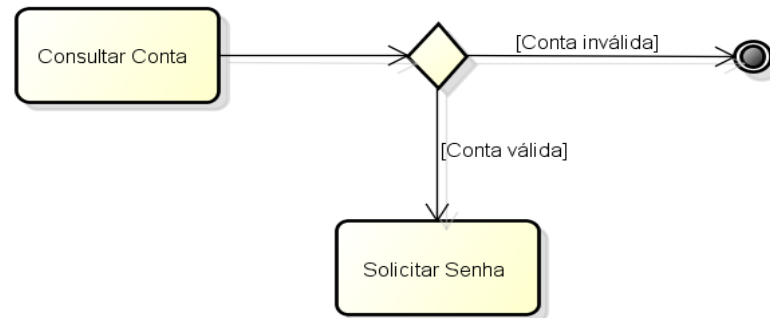 Consultar Conta
[Conta inválida]
[Conta válida]
Solicitar Senha